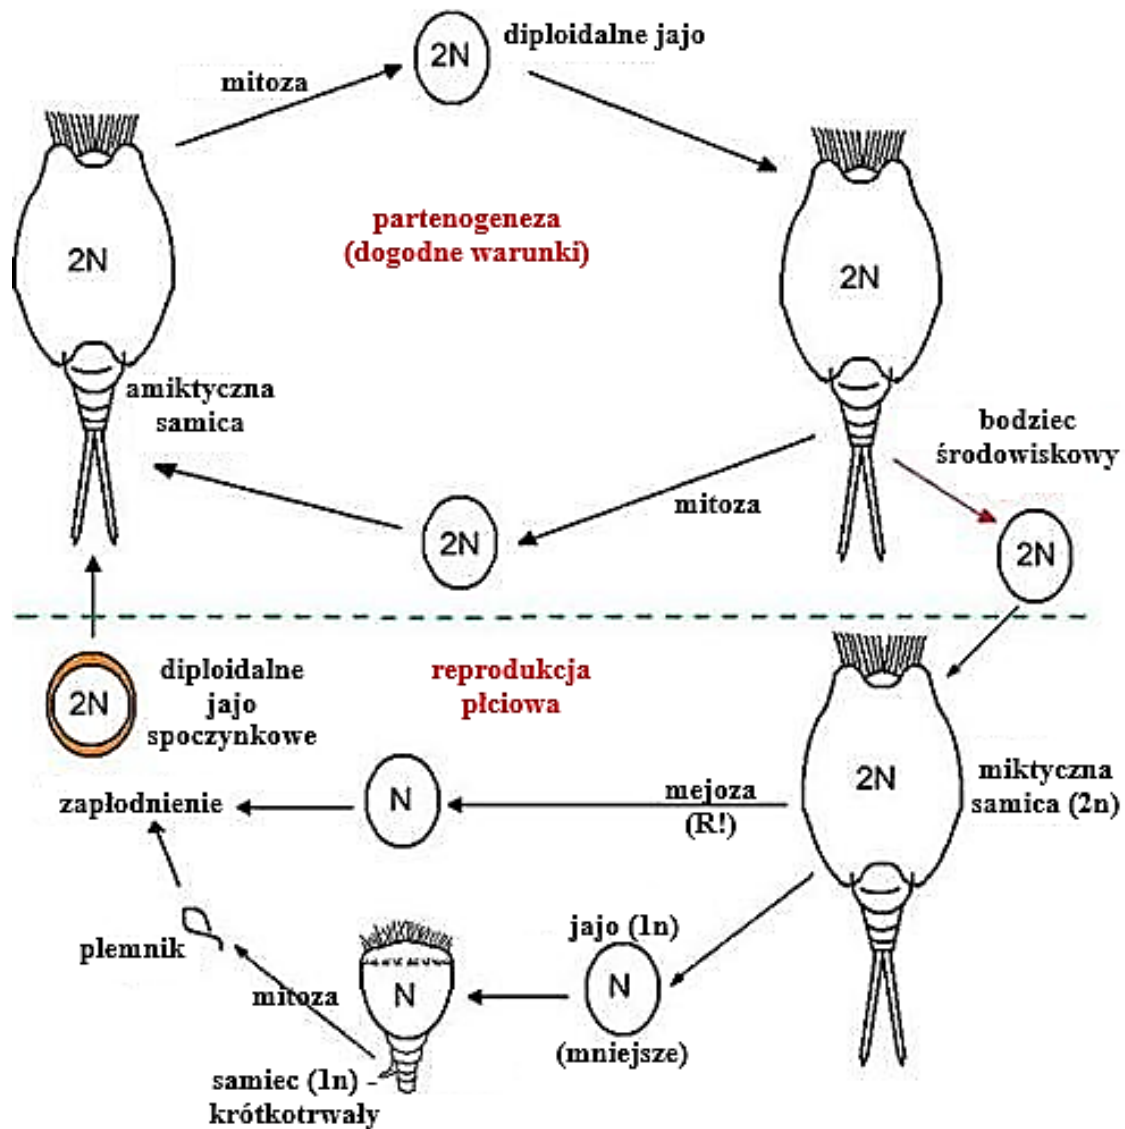 2N
diploidalne jajo
mitoza
partenogeneza
(dogodne warunki)
2N
2N
amiktyczna
samica
bodziec
środowiskowy
mitoza
2N
2N
2N
diploidalne
jajo
spoczynkowe
reprodukcja
płciowa
2N
miktyczna
samica (2n)
mejoza
(R!)
N
zapłodnienie
jajo (1n)
N
(mniejsze)
plemnik
mitoza
N
samiec (1n) -
krótkotrwały